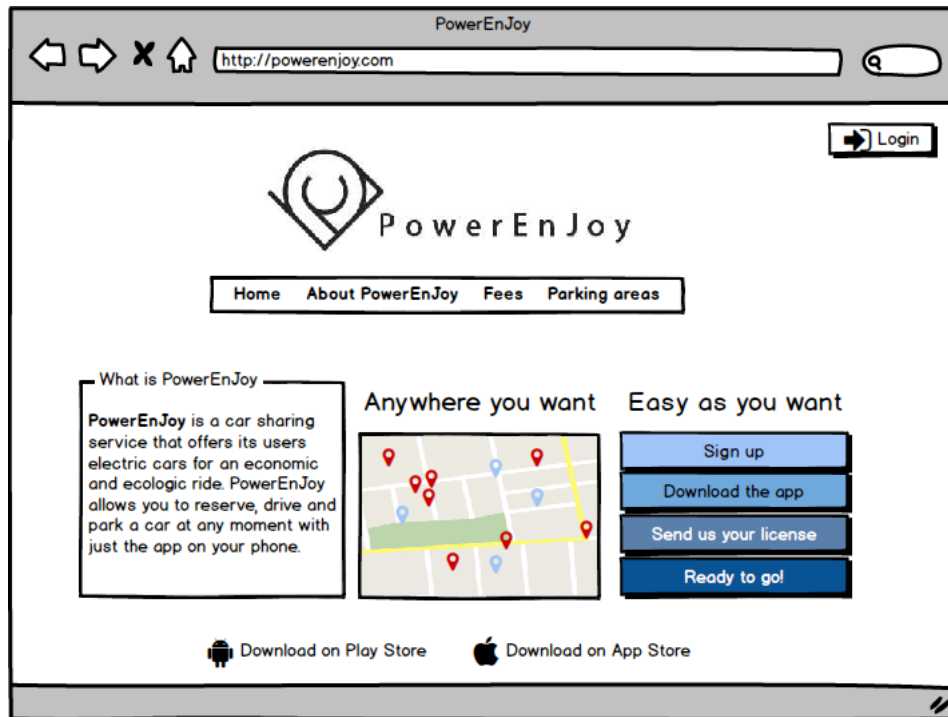 PowerEnJoy
http://powerenjoy.com
Login
PowerEnJoy
Home About PowerEnJoy Fees Parking areas
What is PowerEnJoy
PowerEnJoy is a car sharing
service that offers its users
electric cars for an economic
and ecologic ride. PowerEnJoy
allows you to reserve, drive and
park a car at any moment with
just the app on your phone.
Anywhere you want
Easy as you want
Sign up
Download the app
Send us your license
Ready to go!
Download on Play Store
Download on App Store